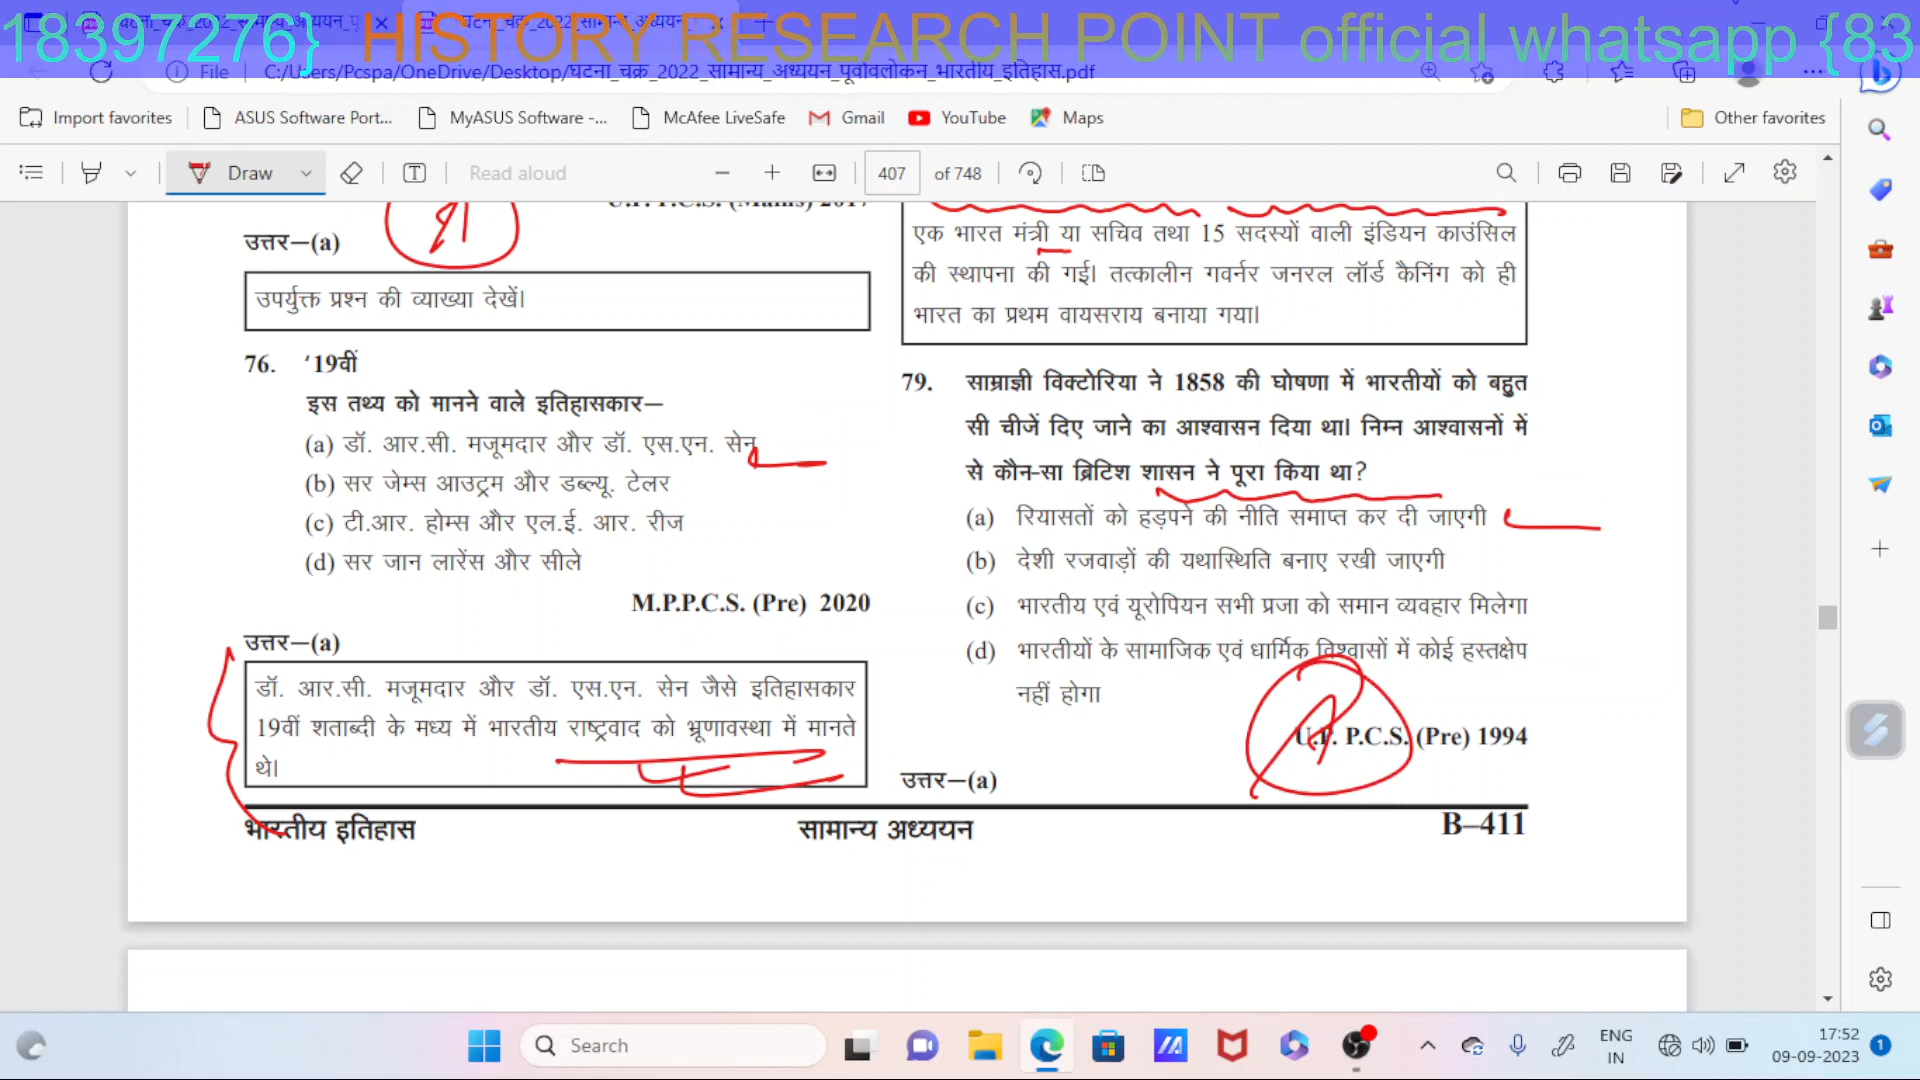 18397276} HISTORY RESEARCH POINT official whatsapp {83
File C:/Users/Pcspa/OneDrive/Desktop/घटना_चक्र_2022_सामान्य_अध्ययन_पूर्वावलोकन_भारतीय_इतिहास.pdf
Import favorites ASUS Software Port... MyASUS Software -... McAfee LiveSafe Gmail YouTube Maps Other favorites
Draw Read aloud 407 of 748
उत्तर–(a)
उपर्युक्त प्रश्न की व्याख्या देखें।
76. ‘19वीं
इस तथ्य को मानने वाले इतिहासकार–
(a) डॉ. आर.सी. मजूमदार और डॉ. एस.एन. सेन
(b) सर जेम्स आउट्रम और डब्ल्यू. टेलर
(c) टी.आर. होम्स और एल.ई. आर. रीज
(d) सर जान लारेंस और सीले
M.P.P.C.S. (Pre) 2020
उत्तर–(a)
डॉ. आर.सी. मजूमदार और डॉ. एस.एन. सेन जैसे इतिहासकार
19वीं शताब्दी के मध्य में भारतीय राष्ट्रवाद को भ्रूणावस्था में मानते
थे।
एक भारत मंत्री या सचिव तथा 15 सदस्यों वाली इंडियन काउंसिल
की स्थापना की गई। तत्कालीन गवर्नर जनरल लॉर्ड कैनिंग को ही
भारत का प्रथम वायसराय बनाया गया।
79. साम्राज्ञी विक्टोरिया ने 1858 की घोषणा में भारतीयों को बहुत
सी चीजें दिए जाने का आश्वासन दिया था। निम्न आश्वासनों में
से कौन-सा ब्रिटिश शासन ने पूरा किया था?
(a) रियासतों को हड़पने की नीति समाप्त कर दी जाएगी
(b) देशी रजवाड़ों की यथास्थिति बनाए रखी जाएगी
(c) भारतीय एवं यूरोपियन सभी प्रजा को समान व्यवहार मिलेगा
(d) भारतीयों के सामाजिक एवं धार्मिक विश्वासों में कोई हस्तक्षेप
नहीं होगा
U.P. P.C.S. (Pre) 1994
उत्तर–(a)
भारतीय इतिहास सामान्य अध्ययन B–411
Search
ENG
IN
17:52
09-09-2023
1